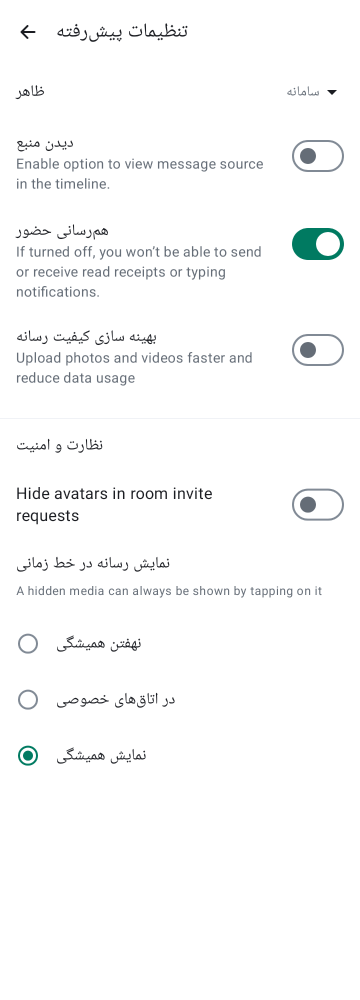 تنظیمات پیش‌رفته
ظاهر
سامانه
دیدن منبع
Enable option to view message source
in the timeline.
هم‌رسانی حضور
If turned off, you won’t be able to send
or receive read receipts or typing
notifications.
بهینه سازی کیفیت رسانه
Upload photos and videos faster and
reduce data usage
نظارت و امنیت
Hide avatars in room invite
requests
نمایش رسانه در خط زمانی
A hidden media can always be shown by tapping on it
نهفتن همیشگی
در اتاق‌های خصوصی
نمایش همیشگی